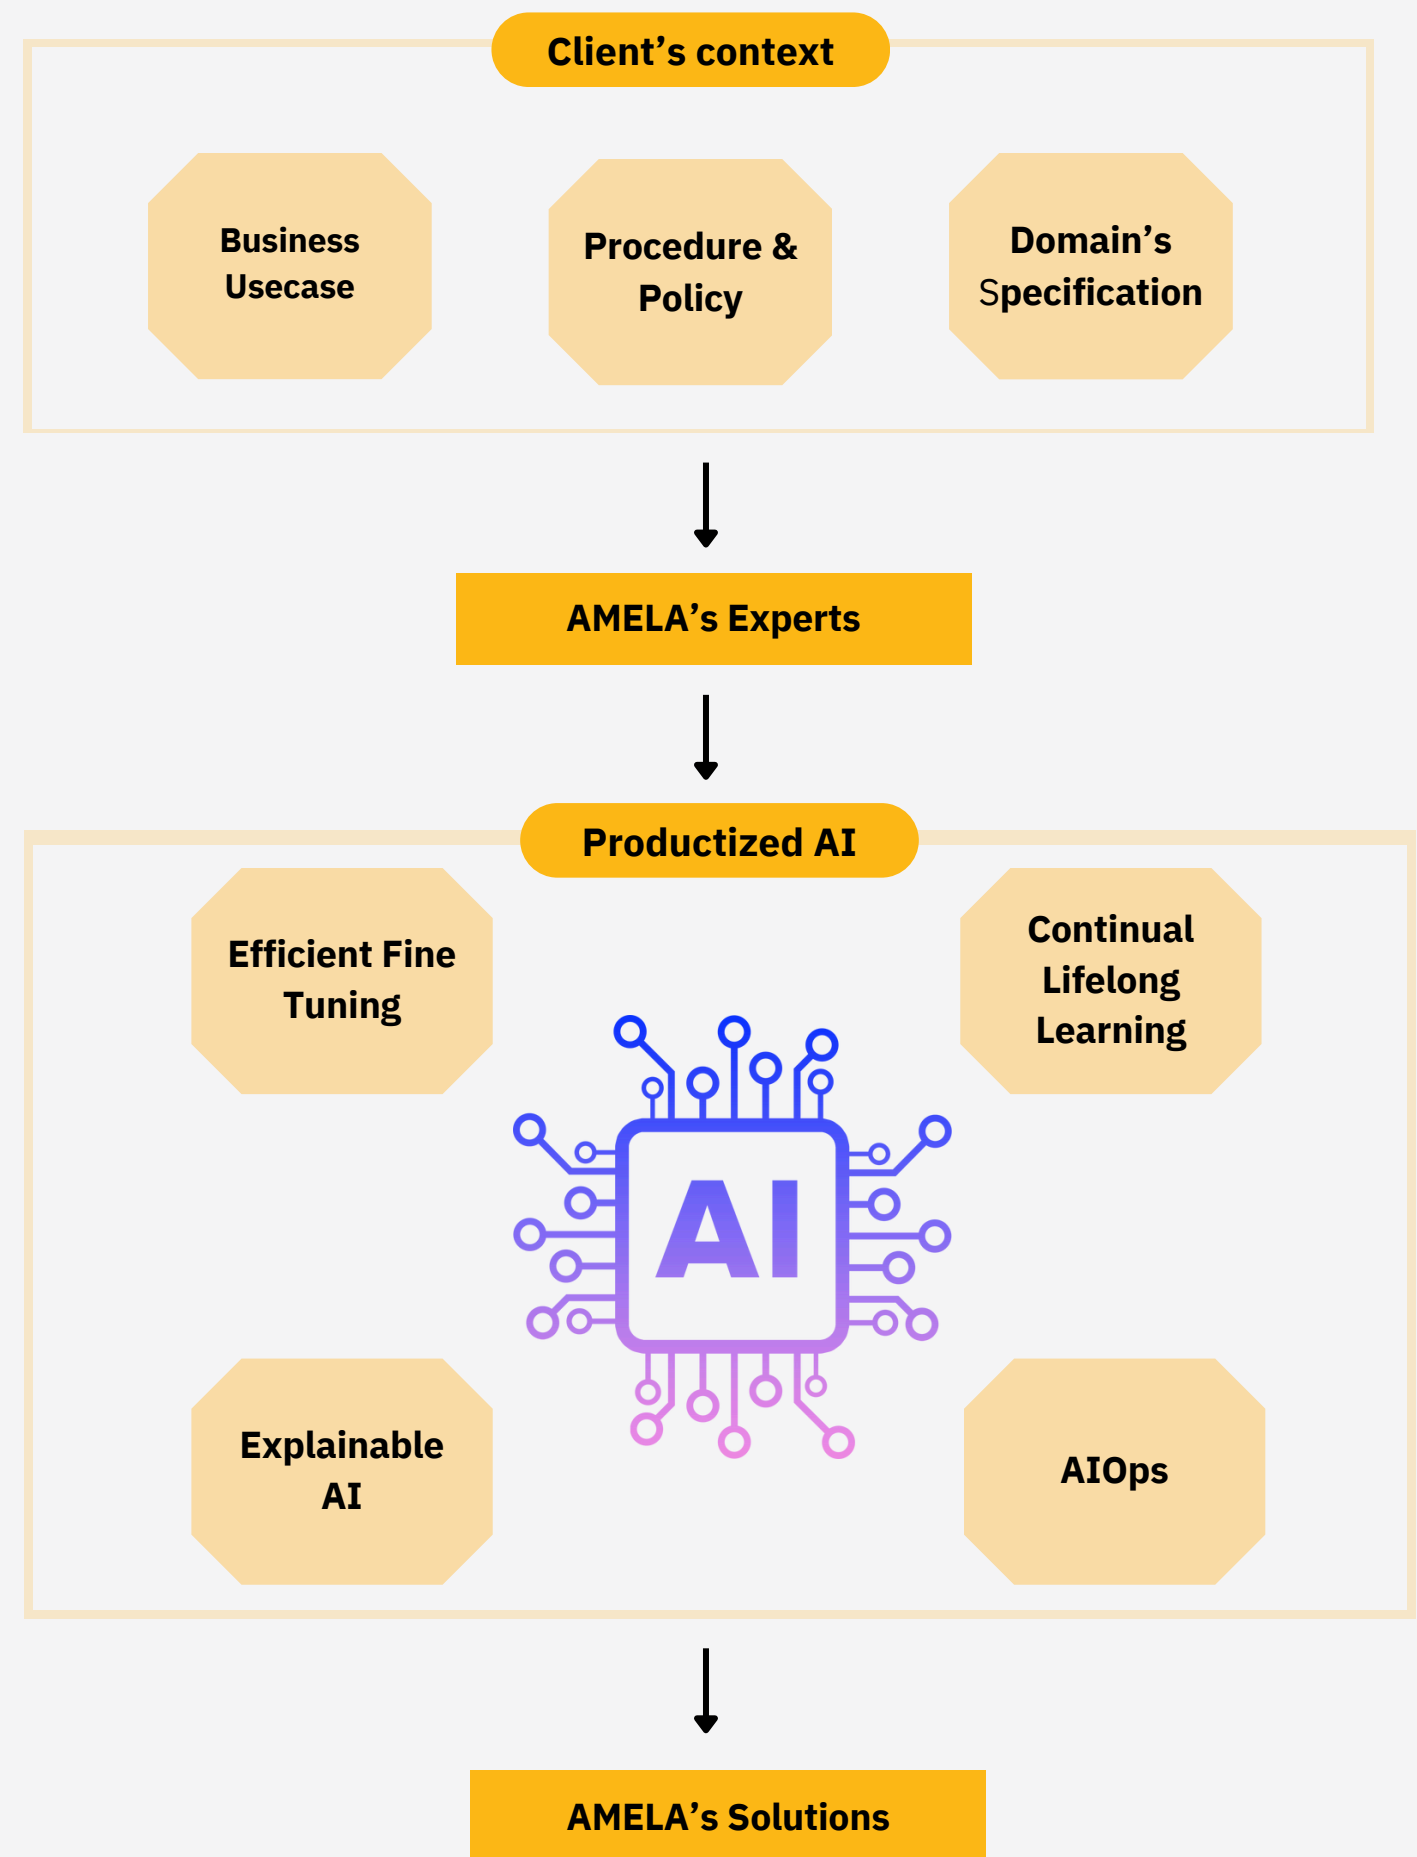 Client’s context
Business
Usecase
Procedure &
Policy
Domain’s
Specification
AMELA’s Experts
Productized AI
Efficient Fine
Tuning
Continual
Lifelong
Learning
AI
Explainable
AI
AIOps
AMELA’s Solutions